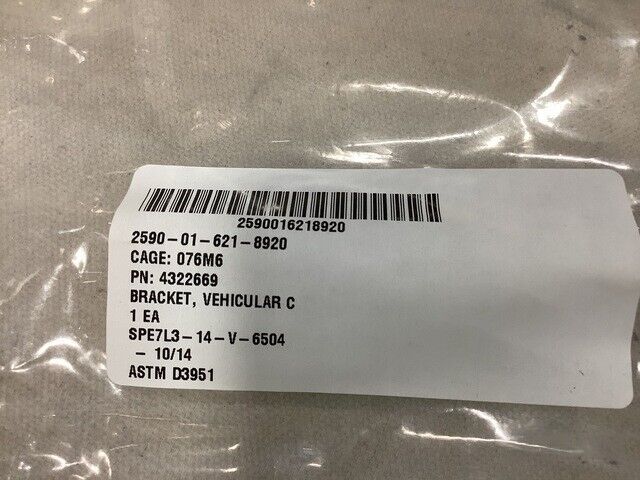 2590016218920
2590-01-621-8920
CAGE: 076M6
PN: 4322669
BRACKET, VEHICULAR C
1 EA
SPE7L3-14-V-6504
- 10/14
ASTM D3951